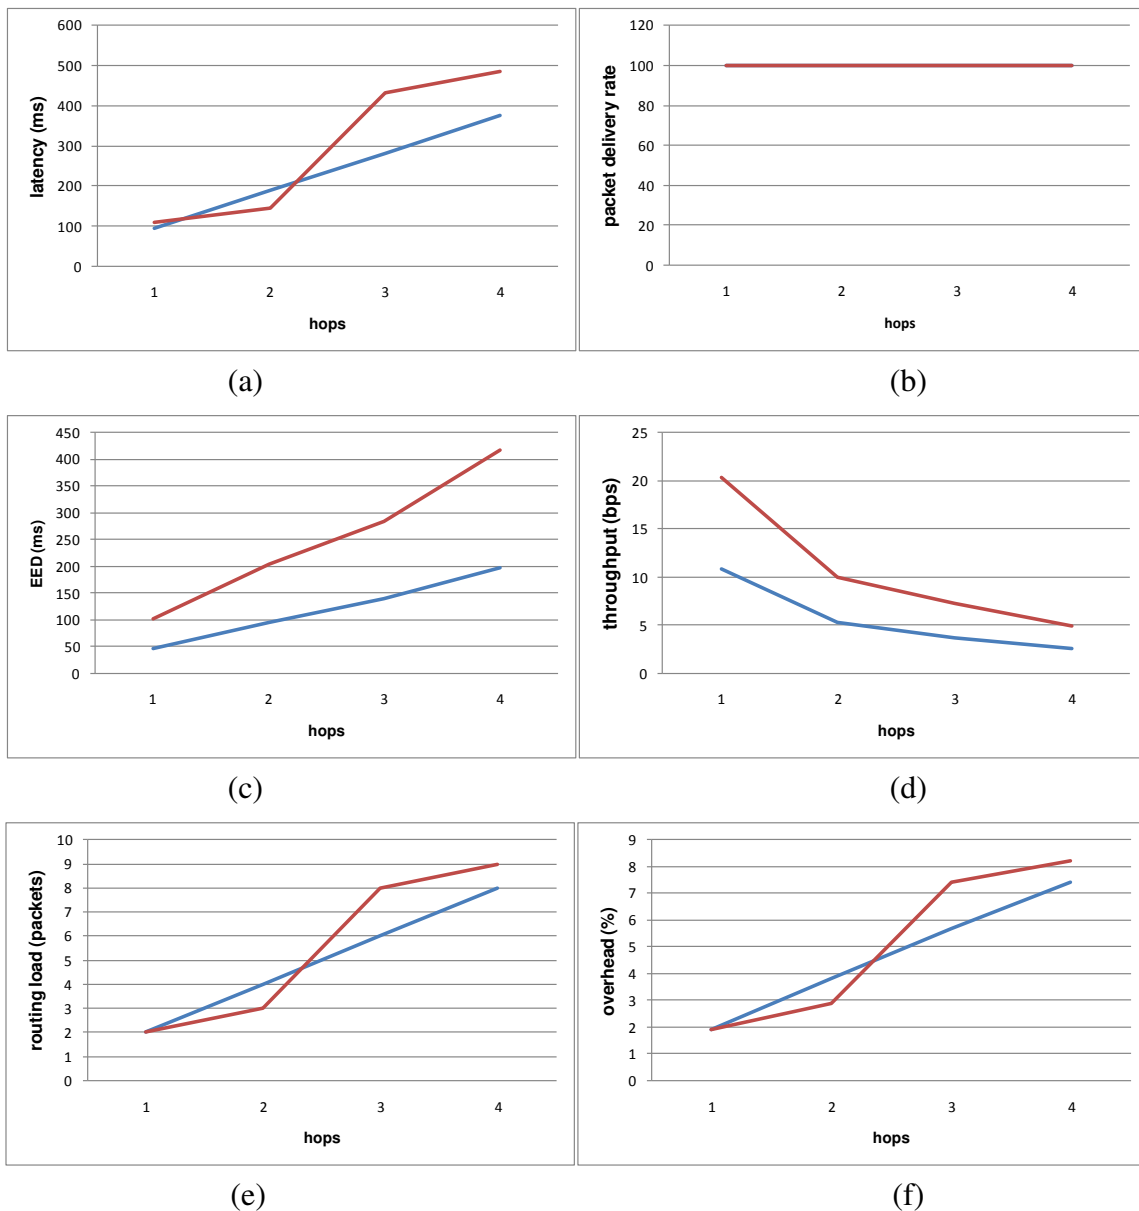 latency (ms)
600
500
400
300
200
100
0
1 2 3 4
hops
(a)
packet delivery rate
120
100
80
60
40
20
0
1 2 3 4
hops
(b)
EED (ms)
450
400
350
300
250
200
150
100
50
0
1 2 3 4
hops
(c)
throughput (bps)
25
20
15
10
5
0
1 2 3 4
hops
(d)
routing load (packets)
10
9
8
7
6
5
4
3
2
1
0
1 2 3 4
hops
(e)
overhead (%)
9
8
7
6
5
4
3
2
1
0
1 2 3 4
hops
(f)